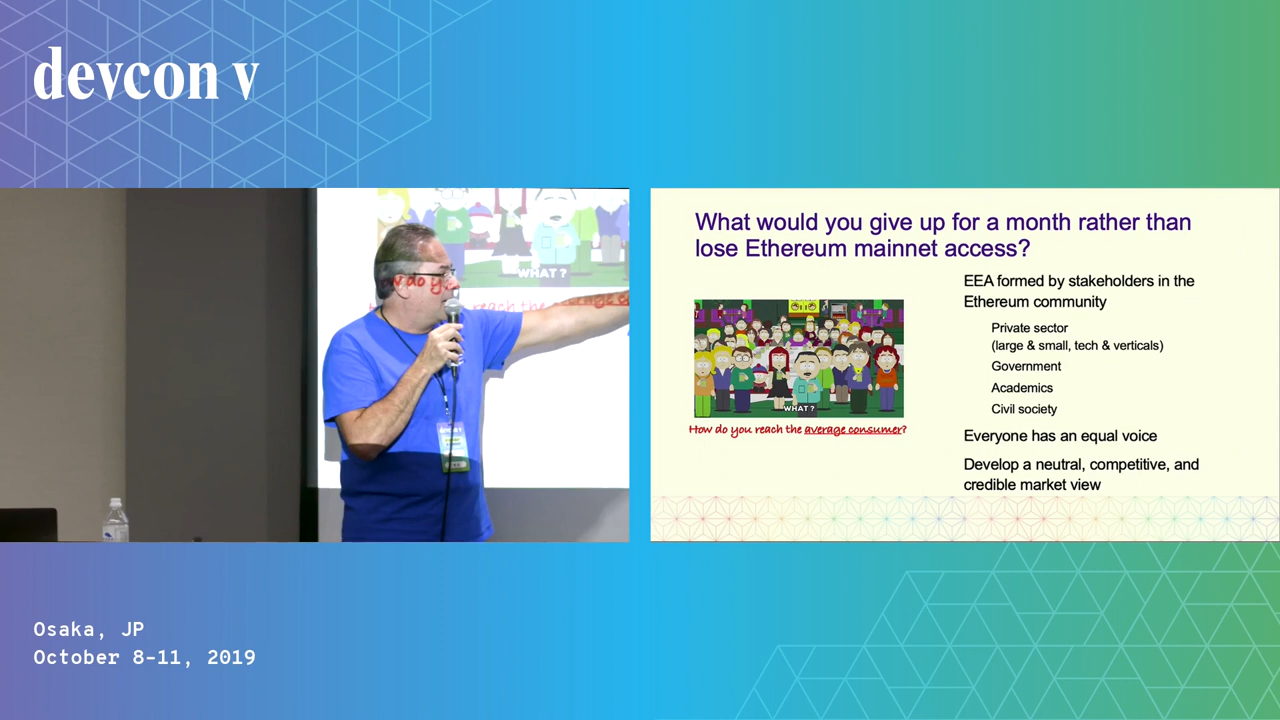 devcon v
WHAT ?
What would you give up for a month rather than
lose Ethereum mainnet access?
WHAT ?
How do you reach the average consumer?
EEA formed by stakeholders in the
Ethereum community
Private sector
(large & small, tech & verticals)
Government
Academics
Civil society
Everyone has an equal voice
Develop a neutral, competitive, and
credible market view
Osaka, JP
October 8-11, 2019